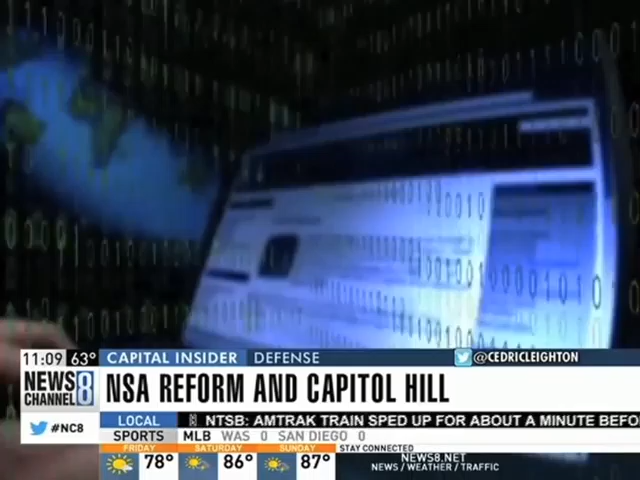 11:09 63° CAPITAL INSIDER DEFENSE @CEDRICLEIGHTON
NEWS CHANNEL 8
NSA REFORM AND CAPITOL HILL
#NC8
LOCAL NTSB: AMTRAK TRAIN SPED UP FOR ABOUT A MINUTE BEFO
SPORTS MLB WAS 0 SAN DIEGO 0
FRIDAY SATURDAY SUNDAY STAY CONNECTED
78° 86° 87°
NEWS8.NET
NEWS / WEATHER / TRAFFIC